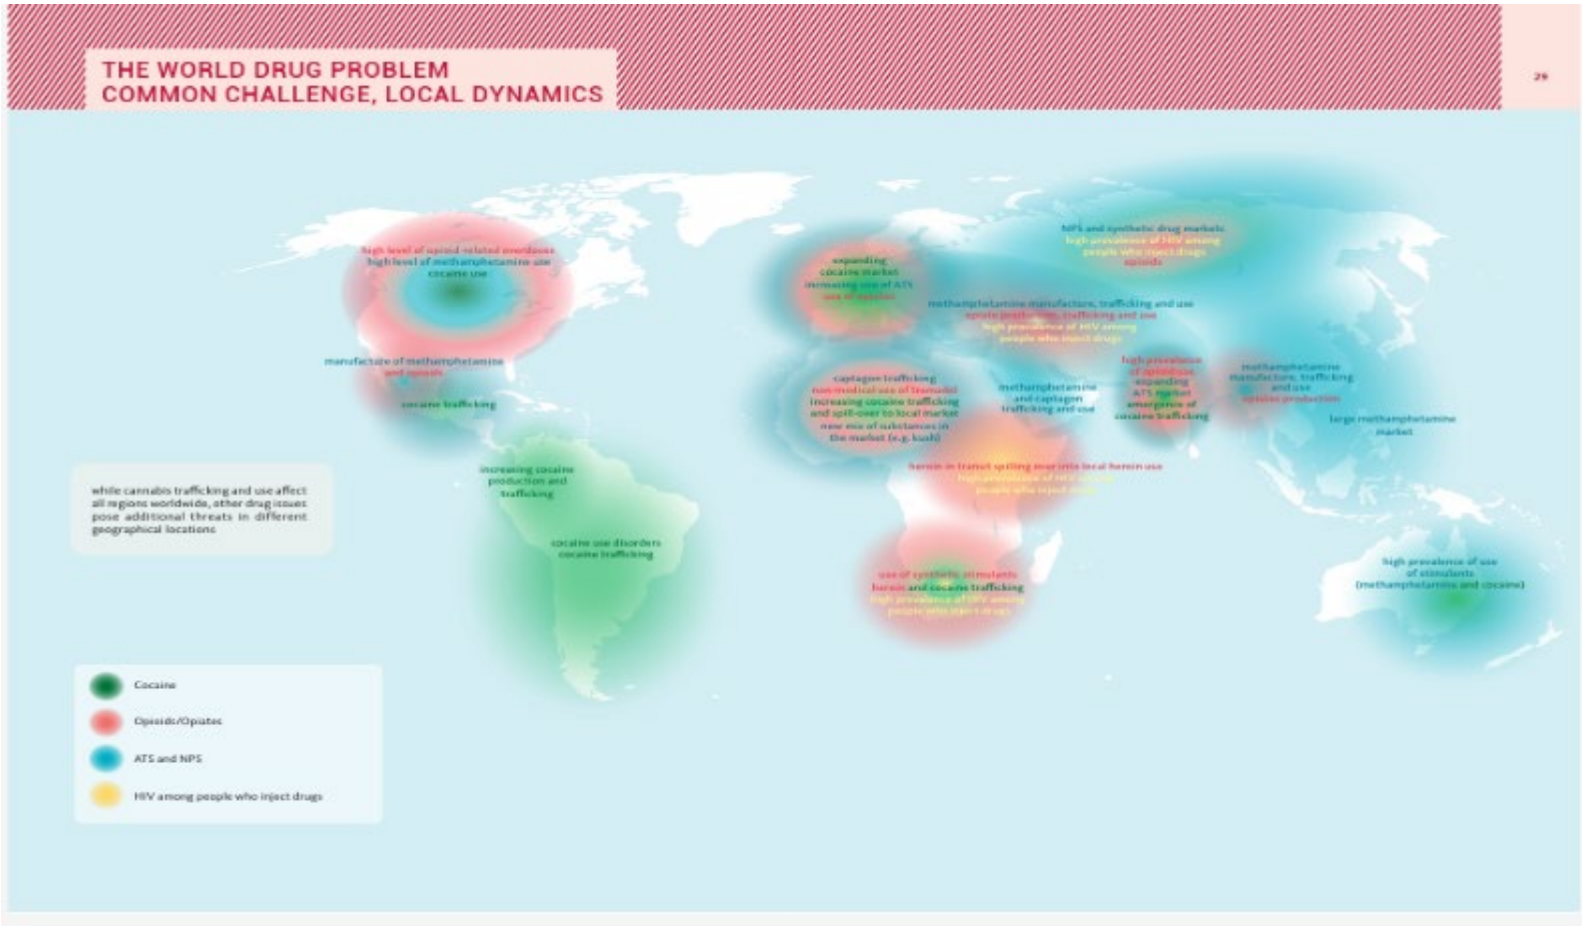 THE WORLD DRUG PROBLEM
COMMON CHALLENGE, LOCAL DYNAMICS
29
high level of opioid-related overdoses
high level of methamphetamine use
cocaine use
manufacture of methamphetamine
and opioids
cocaine trafficking
increasing cocaine
production and
trafficking
cocaine use disorders
cocaine trafficking
expanding
cocaine market
increasing use of ATS
use of opiates
captagon trafficking
non-medical use of tramadol
increasing cocaine trafficking
and spill-over to local market
new mix of substances in
the market (e.g. kush)
NPS and synthetic drug markets
high prevalence of HIV among
people who inject drugs
opioids
methamphetamine manufacture, trafficking and use
opiate production, trafficking and use
high prevalence of HIV among
people who inject drugs
methamphetamine
and captagon
trafficking and use
high prevalence
of opioid use
expanding
ATS market
emergence of
cocaine trafficking
methamphetamine
manufacture, trafficking
and use
opiates production
large methamphetamine
market
heroin in transit spilling over into local heroin use
high prevalence of HIV among
people who inject drugs
use of synthetic stimulants
heroin and cocaine trafficking
high prevalence of HIV among
people who inject drugs
high prevalence of use
of stimulants
(methamphetamine and cocaine)
while cannabis trafficking and use affect
all regions worldwide, other drug issues
pose additional threats in different
geographical locations
Cocaine
Opioids/Opiates
ATS and NPS
HIV among people who inject drugs